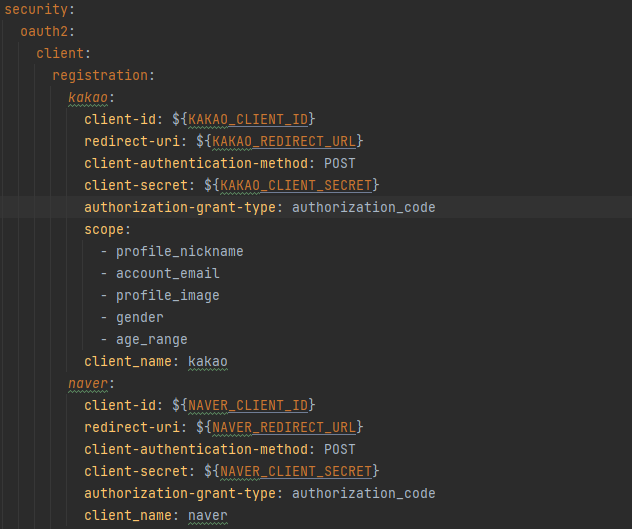 security:
oauth2:
client:
registration:
kakao:
client-id: ${KAKAO_CLIENT_ID}
redirect-uri: ${KAKAO_REDIRECT_URL}
client-authentication-method: POST
client-secret: ${KAKAO_CLIENT_SECRET}
authorization-grant-type: authorization_code
scope:
- profile_nickname
- account_email
- profile_image
- gender
- age_range
client_name: kakao
naver:
client-id: ${NAVER_CLIENT_ID}
redirect-uri: ${NAVER_REDIRECT_URL}
client-authentication-method: POST
client-secret: ${NAVER_CLIENT_SECRET}
authorization-grant-type: authorization_code
client_name: naver